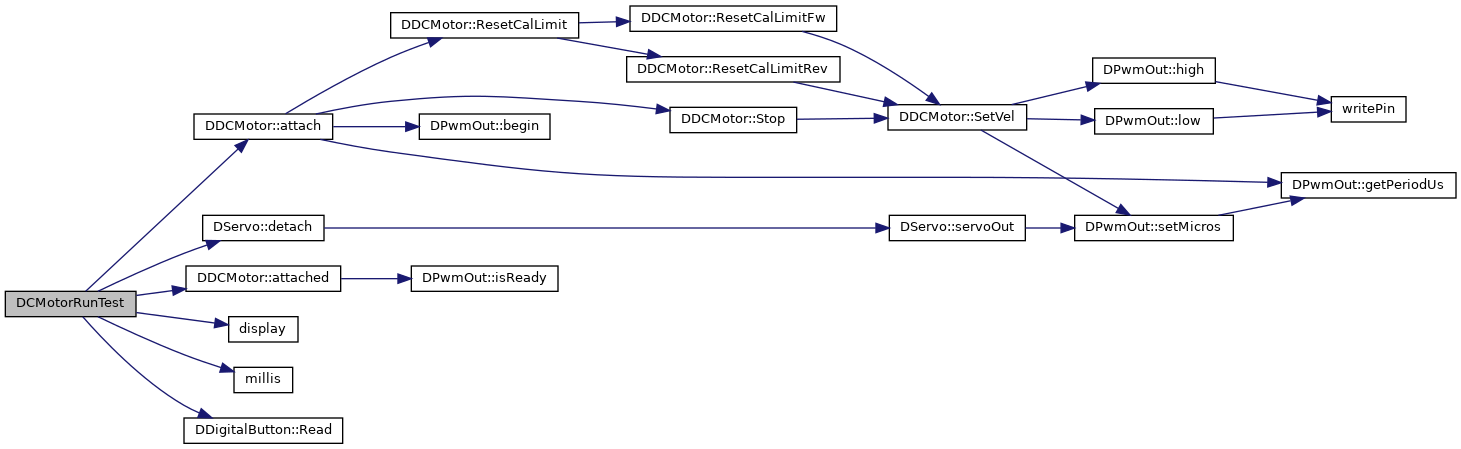 DCMotorRunTest
DDCMotor::attach
DDCMotor::ResetCalLimit
DDCMotor::ResetCalLimitFw
DDCMotor::ResetCalLimitRev
DDCMotor::Stop
DPwmOut::begin
DDCMotor::SetVel
DPwmOut::high
DPwmOut::low
writePin
DPwmOut::getPeriodUs
DPwmOut::setMicros
DServo::detach
DServo::servoOut
DDCMotor::attached
DPwmOut::isReady
display
millis
DDigitalButton::Read